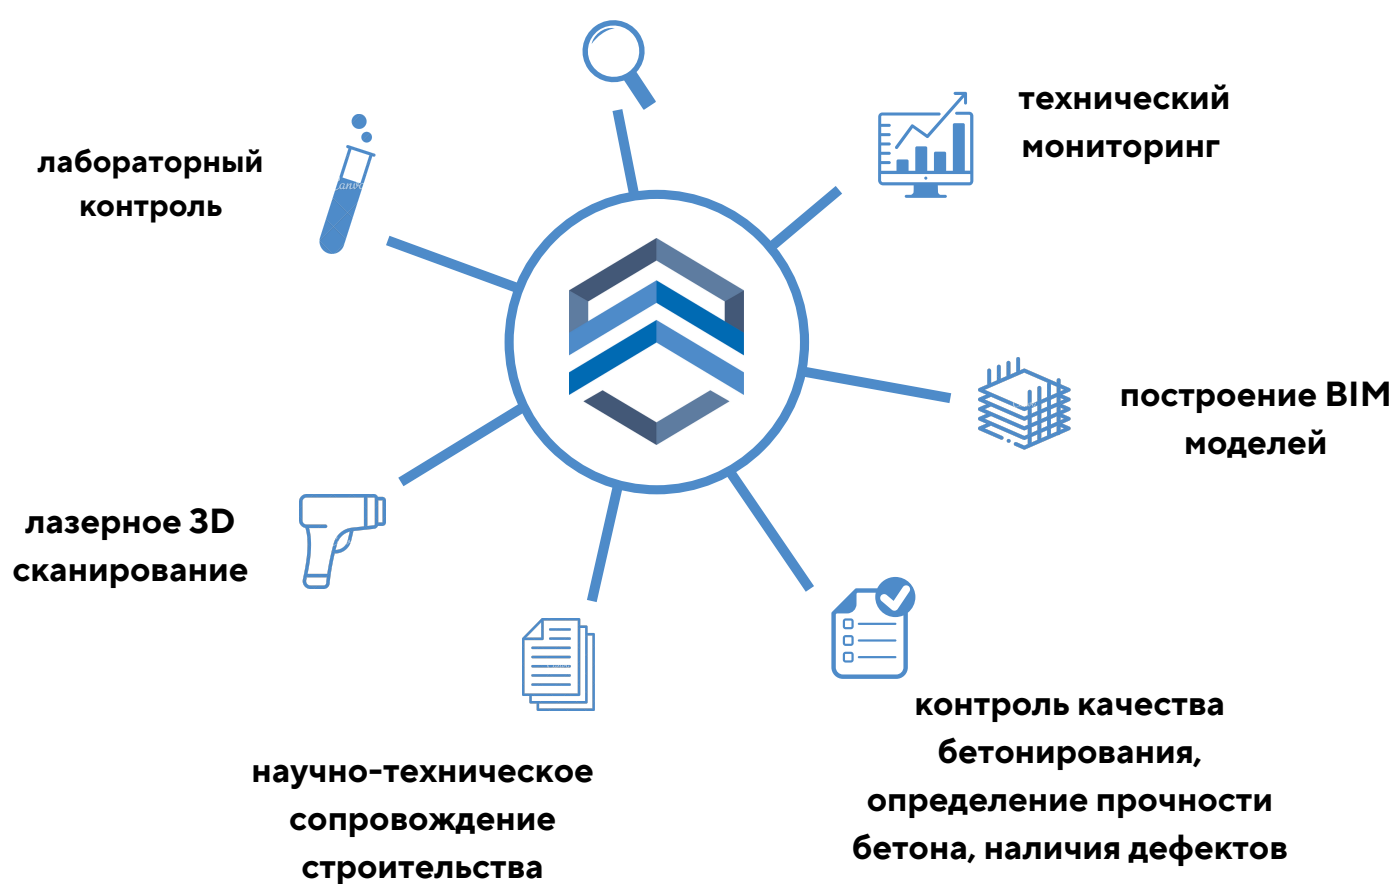 технический
мониторинг
лабораторный
контроль
построение BIM
моделей
лазерное 3D
сканирование
контроль качества
бетонирования,
определение прочности
бетона, наличия дефектов
научно-техническое
сопровождение
строительства